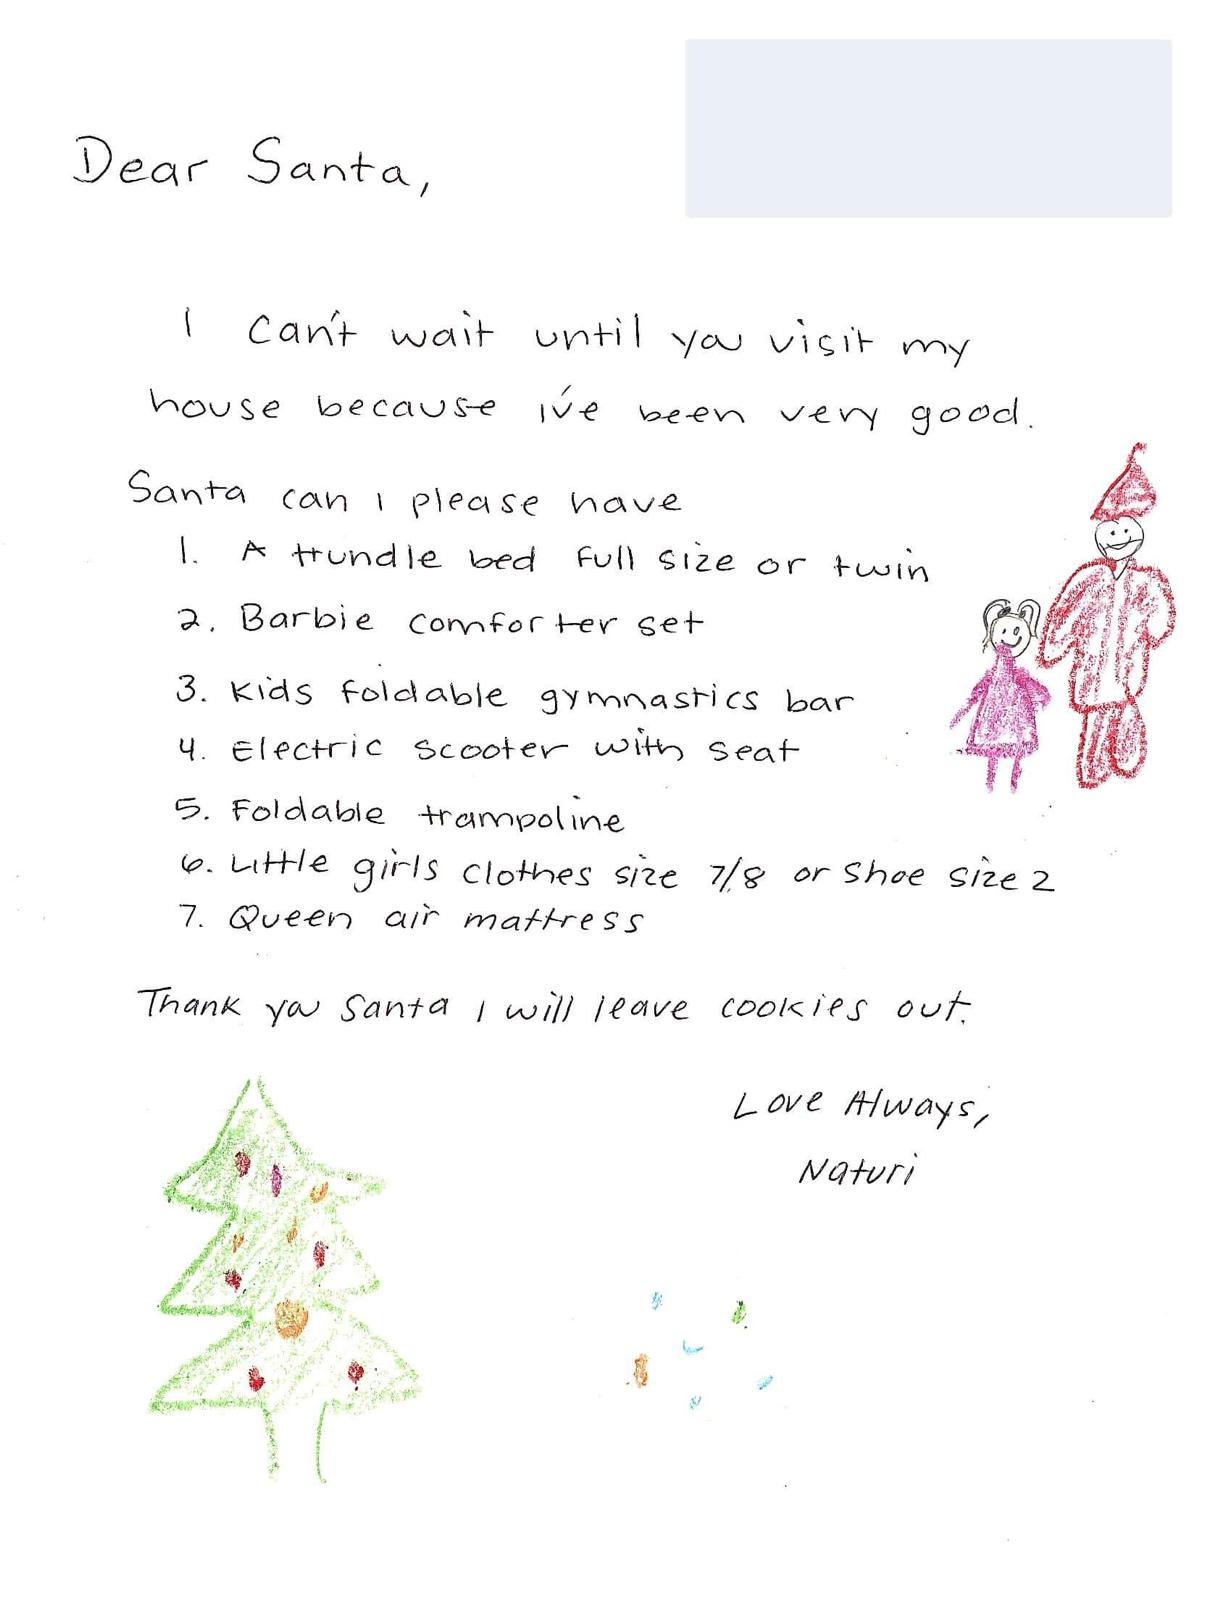 Dear Santa,
I can't wait until you visit my
house because i've been very good.
Santa can I please have
1. A trundle bed full size or twin
2. Barbie comforter set
3. Kids foldable gymnastics bar
4. Electric scooter with seat
5. Foldable trampoline
6. Little girls clothes size 7/8 or shoe size 2
7. Queen air mattress
Thank you Santa I will leave cookies out.
Love Always,
Naturi